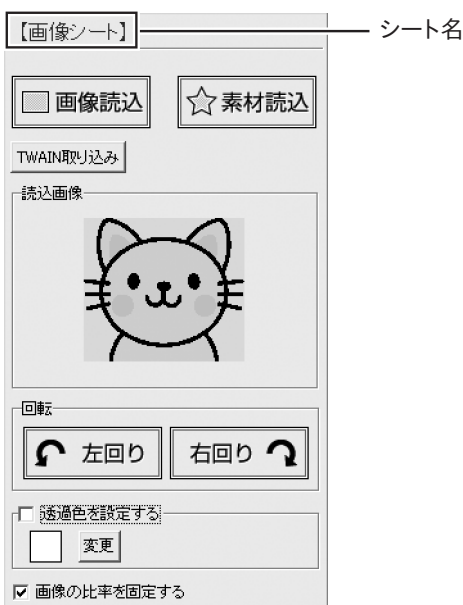 【画像シート】
シート名
画像読込 素材読込
TWAIN取り込み
読込画像
回転
左回り 右回り
透過色を設定する
変更
画像の比率を固定する